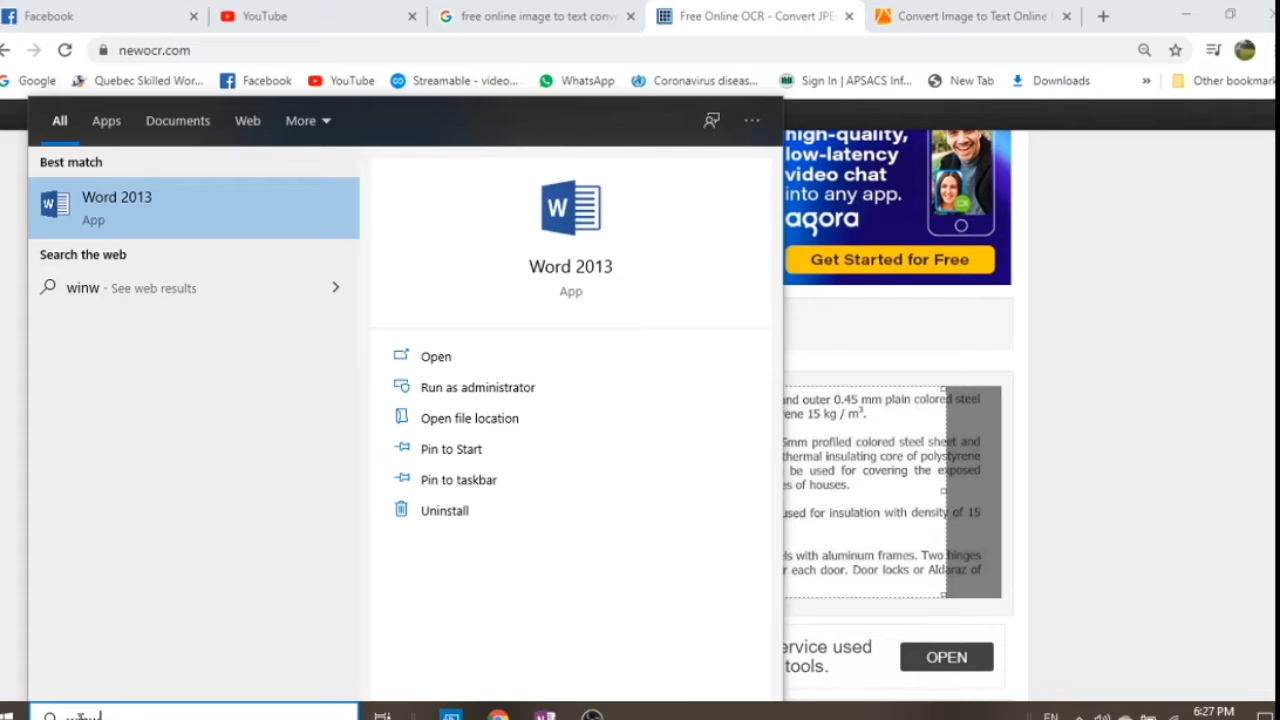 Facebook
YouTube
free online image to text conv
Free Online OCR - Convert JPE
Convert Image to Text Online
newocr.com
Google
Quebec Skilled Wor...
Facebook
YouTube
Streamable - video...
WhatsApp
Coronavirus diseas...
Sign In | APSACS Inf...
New Tab
Downloads
»
Other bookmar
All Apps Documents Web More
Best match
Word 2013
App
Search the web
winw - See web results
Word 2013
App
Open
Run as administrator
Open file location
Pin to Start
Pin to taskbar
Uninstall
high-quality,
low-latency
video chat
into any app.
agora
Get Started for Free
and outer 0.45 mm plain colored steel
rene 15 kg / m³.
5mm profiled colored steel sheet and
thermal insulating core of polystyrene
be used for covering the exposed
es of houses.
used for insulation with density of 15
els with aluminum frames. Two hinges
r each door. Door locks or Aldaraz of
ervice used
tools.
OPEN
winw
EN
6:27 PM